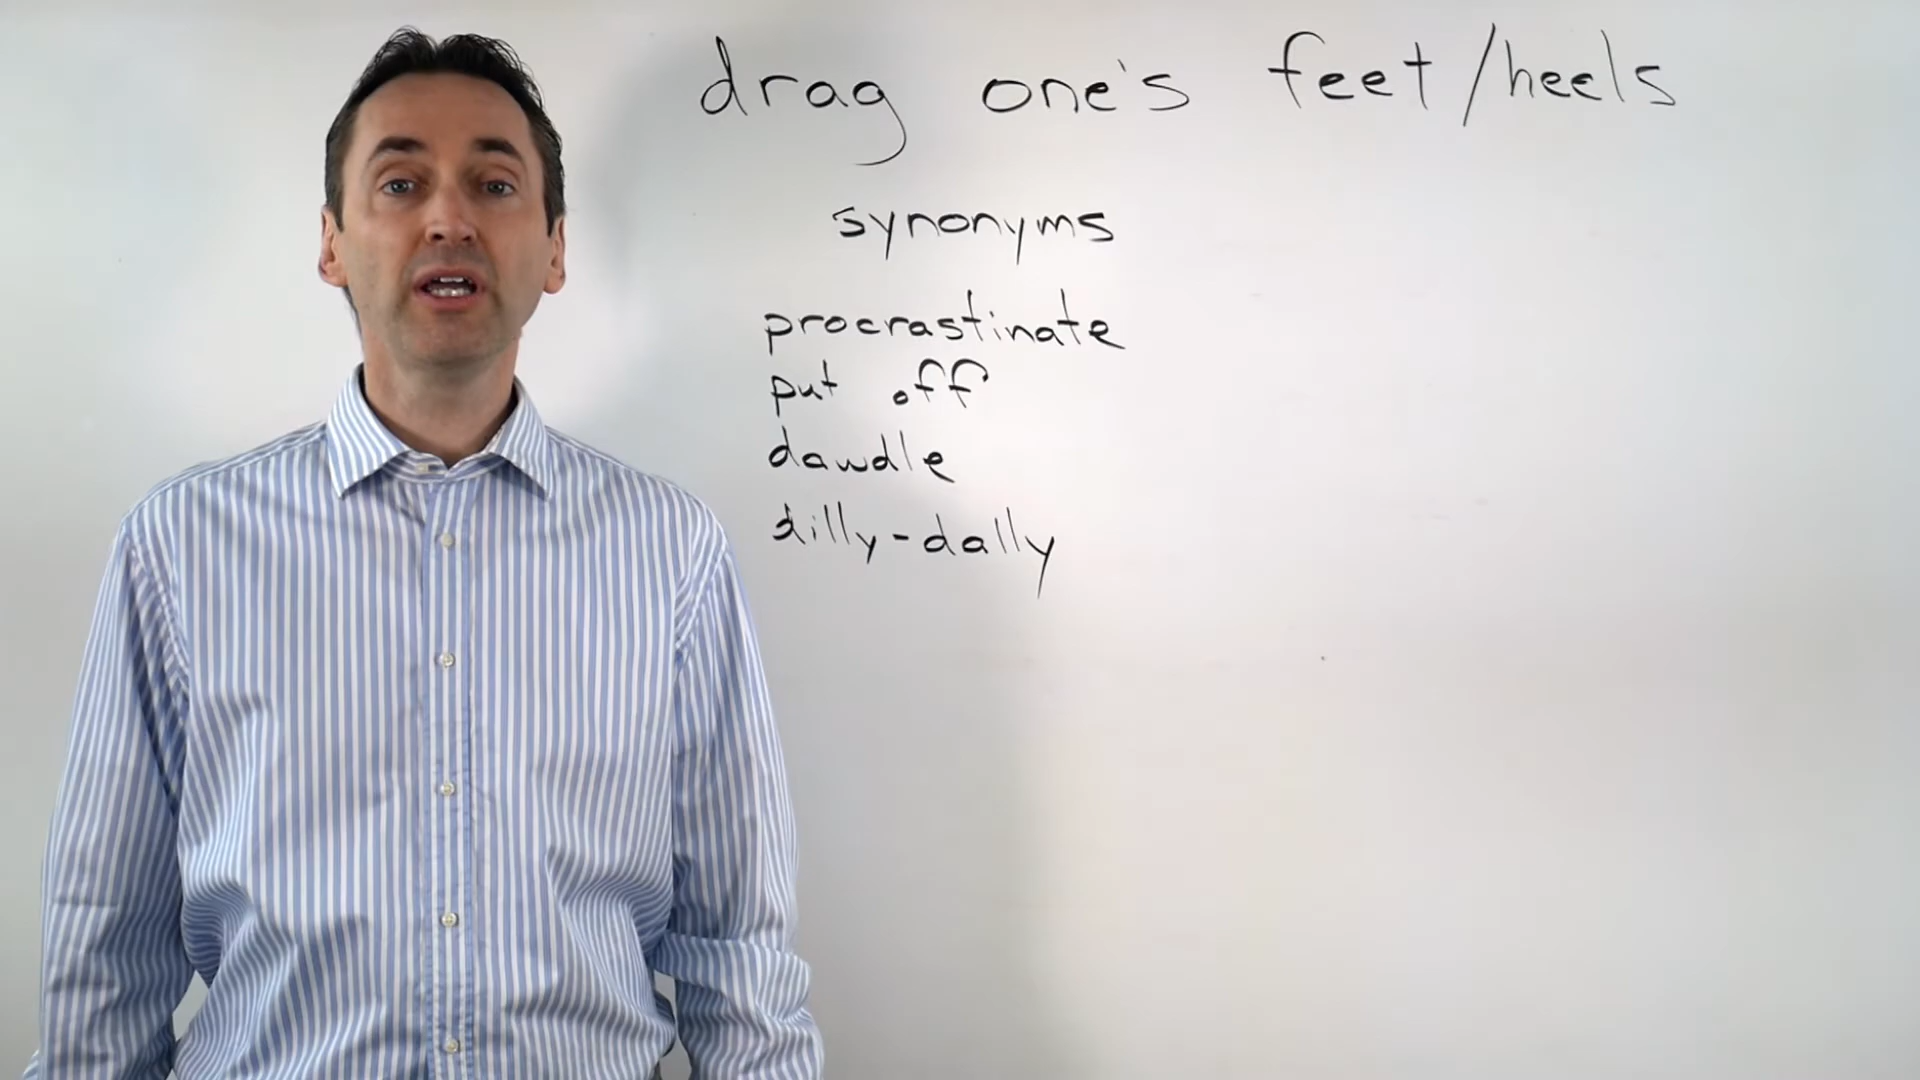 drag one's feet/heels
synonyms
procrastinate
put off
dawdle
dilly-dally